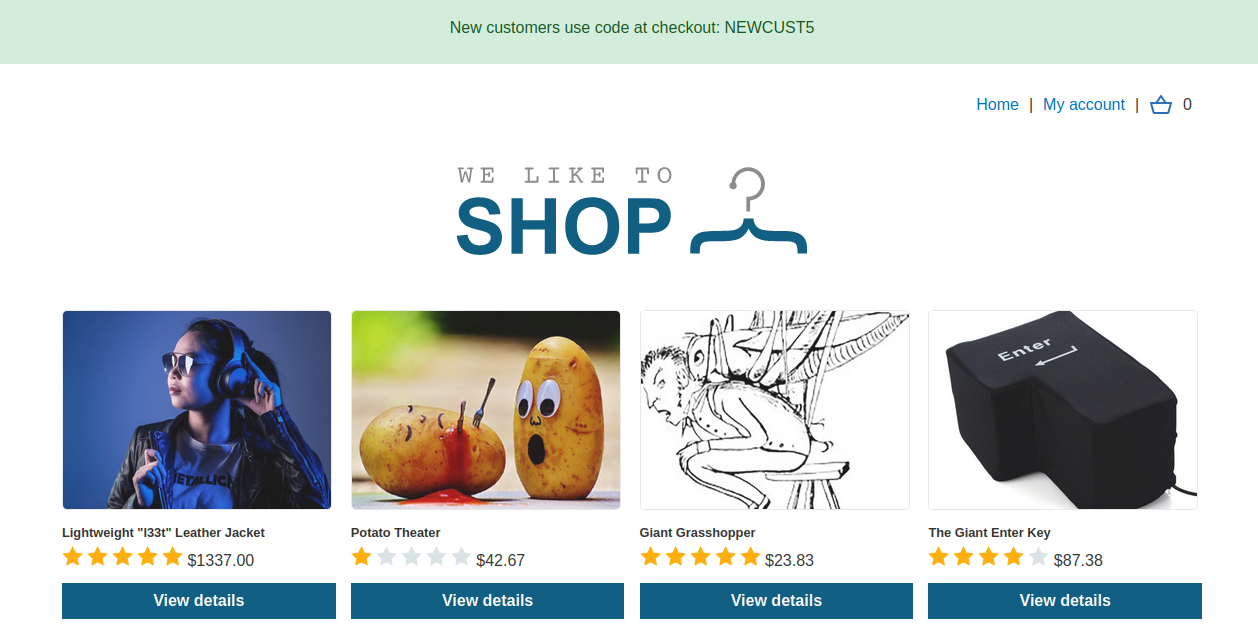 New customers use code at checkout: NEWCUST5
Home | My account | 0
WE LIKE TO
SHOP
METALLICA
Enter
Lightweight "l33t" Leather Jacket
Potato Theater
Giant Grasshopper
The Giant Enter Key
$1337.00
$42.67
$23.83
$87.38
View details
View details
View details
View details